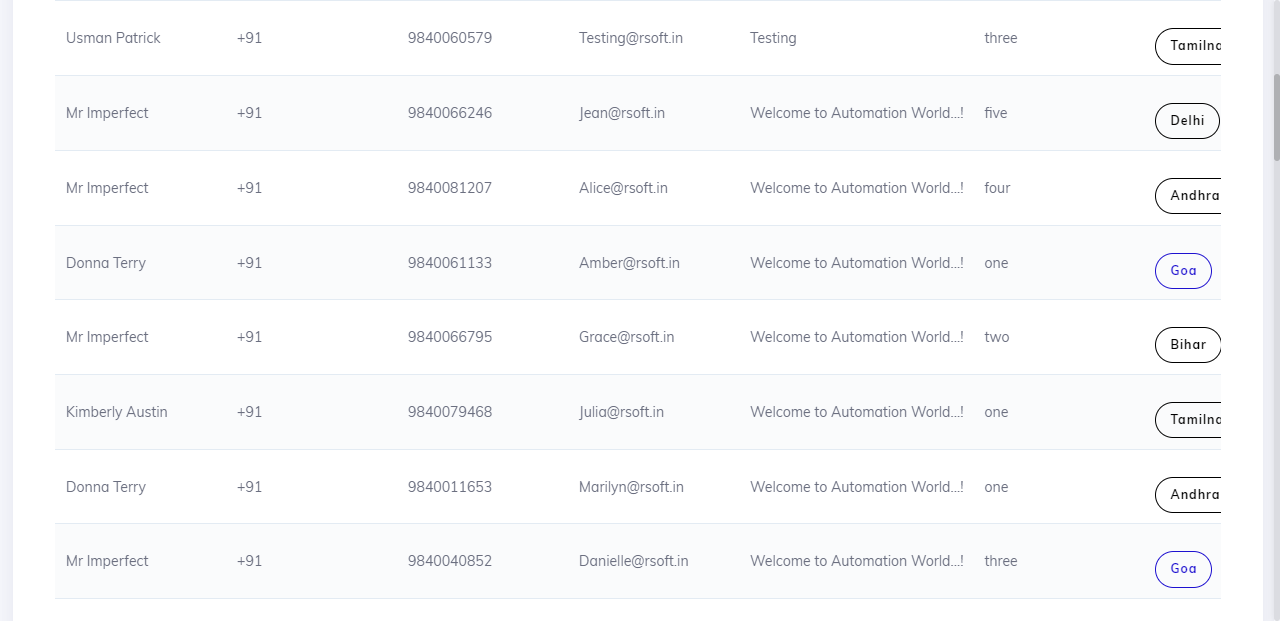 Usman Patrick +91 9840060579 Testing@rsoft.in Testing three Tamilna
Mr Imperfect +91 9840066246 Jean@rsoft.in Welcome to Automation World...! five Delhi
Mr Imperfect +91 9840081207 Alice@rsoft.in Welcome to Automation World...! four Andhra
Donna Terry +91 9840061133 Amber@rsoft.in Welcome to Automation World...! one Goa
Mr Imperfect +91 9840066795 Grace@rsoft.in Welcome to Automation World...! two Bihar
Kimberly Austin +91 9840079468 Julia@rsoft.in Welcome to Automation World...! one Tamilna
Donna Terry +91 9840011653 Marilyn@rsoft.in Welcome to Automation World...! one Andhra
Mr Imperfect +91 9840040852 Danielle@rsoft.in Welcome to Automation World...! three Goa